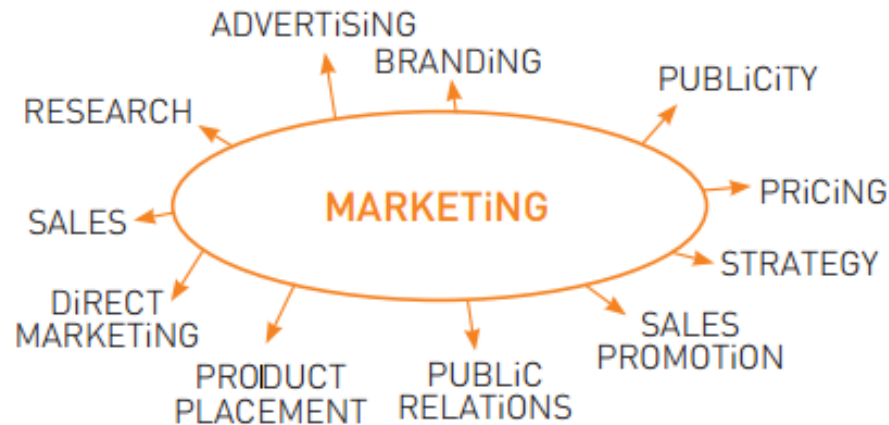 ADVERTiSiNG
BRANDiNG
PUBLiCiTY
RESEARCH
PRiCiNG
MARKETiNG
SALES
STRATEGY
DiRECT
MARKETiNG
SALES
PROMOTiON
PRODUCT
PLACEMENT
PUBLiC
RELATiONS